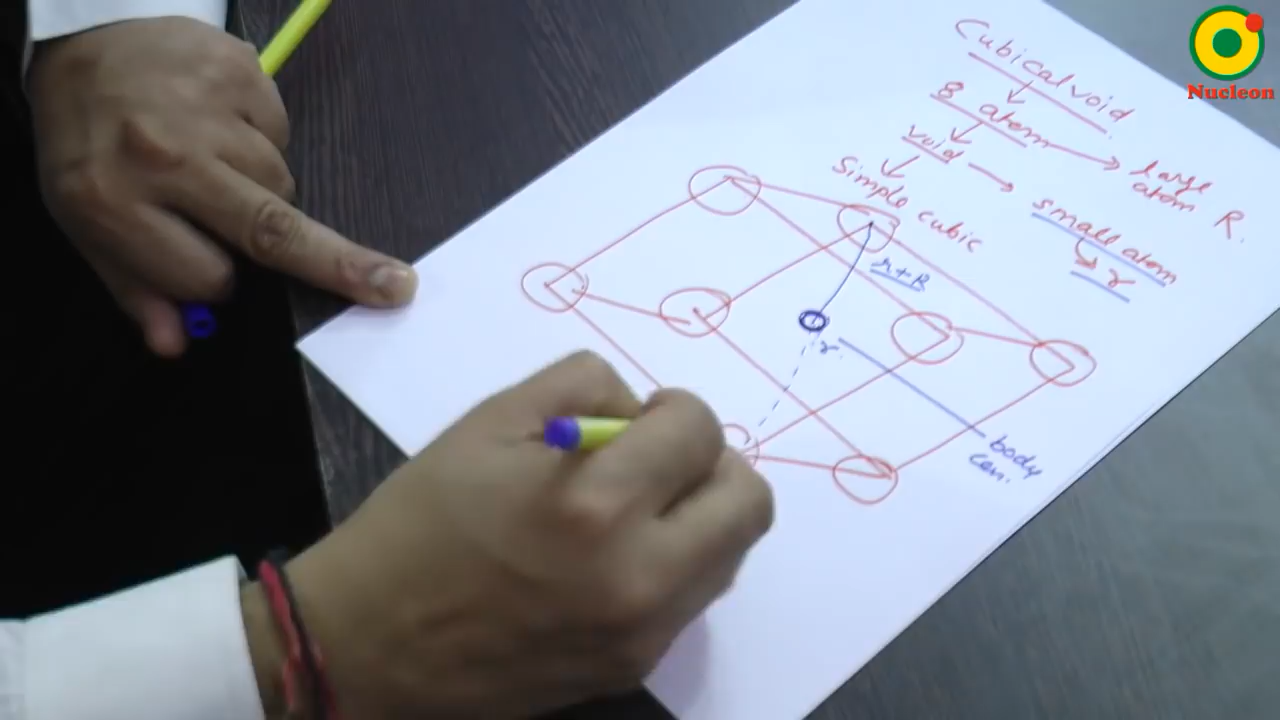 Nucleon
Cubical void
8 atom
large
atom R.
void
small atom
r
Simple cubic
r+R
r.
body
cen.